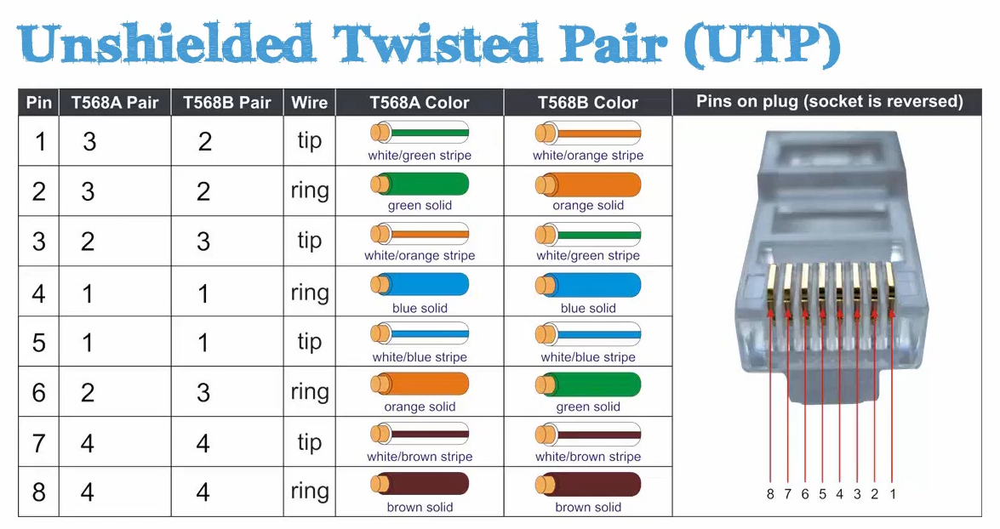 Unshielded Twisted Pair (UTP)
Pin T568A Pair T568B Pair Wire T568A Color T568B Color Pins on plug (socket is reversed)
1 3 2 tip white/green stripe white/orange stripe
2 3 2 ring green solid orange solid
3 2 3 tip white/orange stripe white/green stripe
4 1 1 ring blue solid blue solid
5 1 1 tip white/blue stripe white/blue stripe
6 2 3 ring orange solid green solid
7 4 4 tip white/brown stripe white/brown stripe
8 4 4 ring brown solid brown solid
8 7 6 5 4 3 2 1